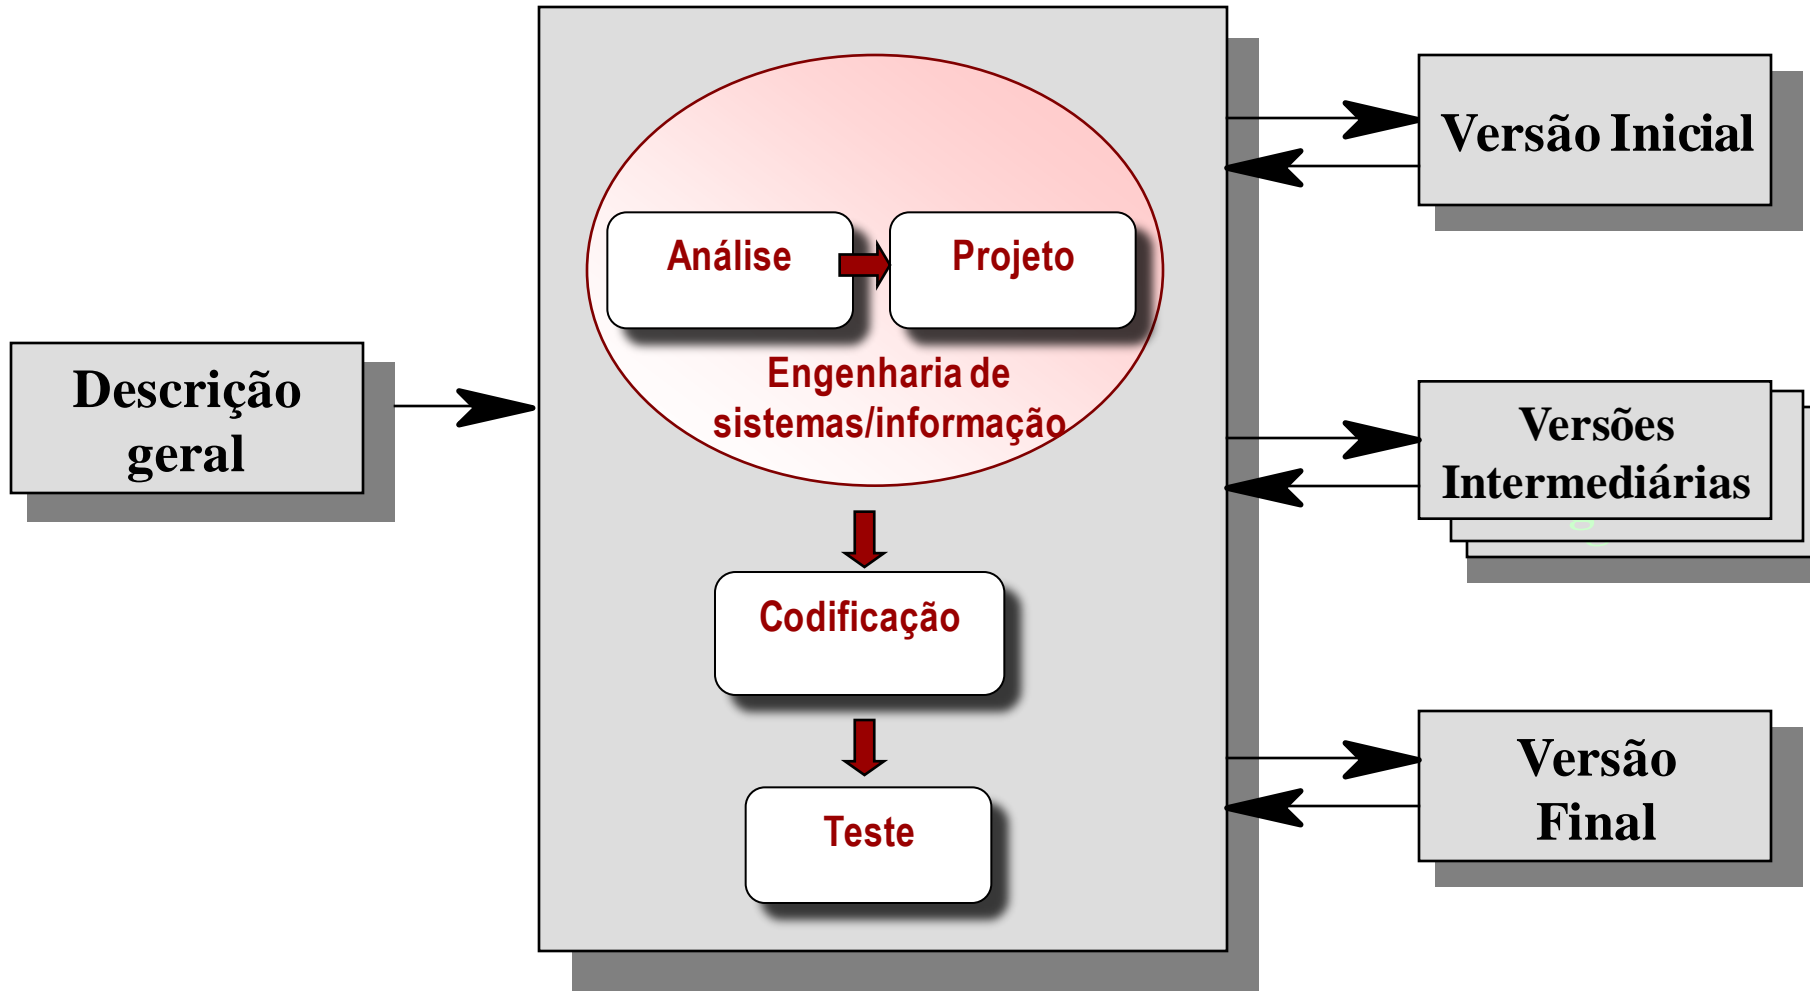 Descrição
geral
Análise
Projeto
Engenharia de
sistemas/informação
Codificação
Teste
Versão Inicial
Versões
Intermediárias
Versão
Final